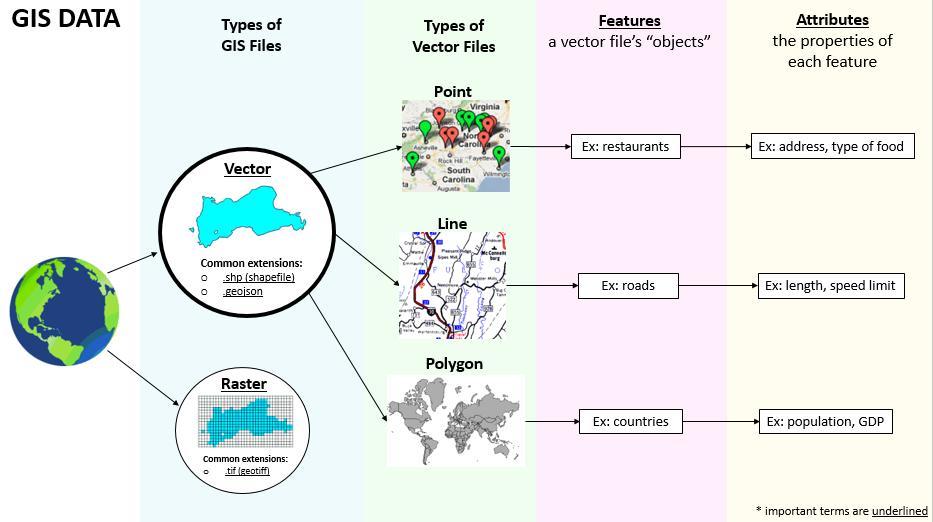 GIS DATA
Types of
GIS Files
Types of
Vector Files
Features
a vector file's “objects”
Attributes
the properties of
each feature
Point
Virginia
Asheville
Rock Hill
South
Carolina
Augusta
Fayetteville
Wilmington
Ex: restaurants
Ex: address, type of food
Vector
Common extensions:
o .shp (shapefile)
o .geojson
Line
McConnells
burg
Ex: roads
Ex: length, speed limit
Raster
Common extensions:
o .tif (geotiff)
Polygon
Ex: countries
Ex: population, GDP
* important terms are underlined